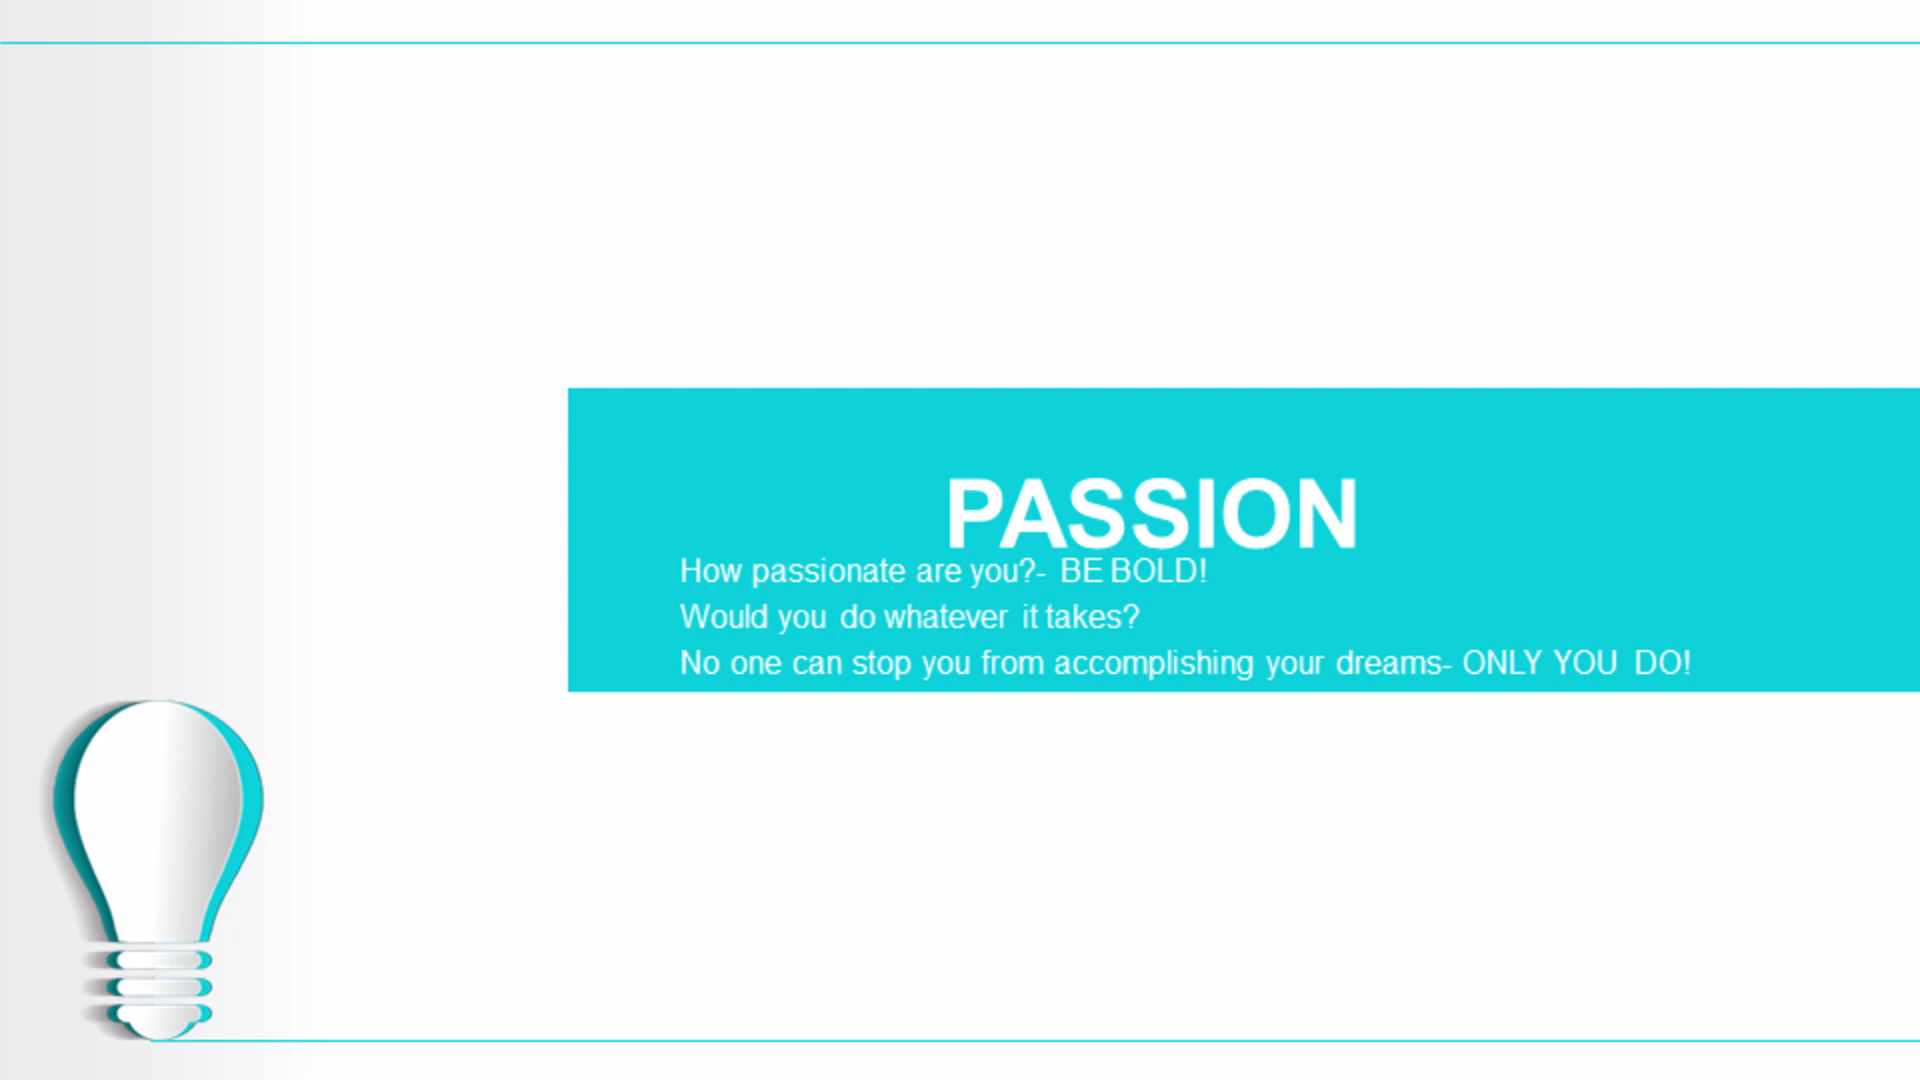 PASSION
How passionate are you?- BE BOLD!
Would you do whatever it takes?
No one can stop you from accomplishing your dreams- ONLY YOU DO!